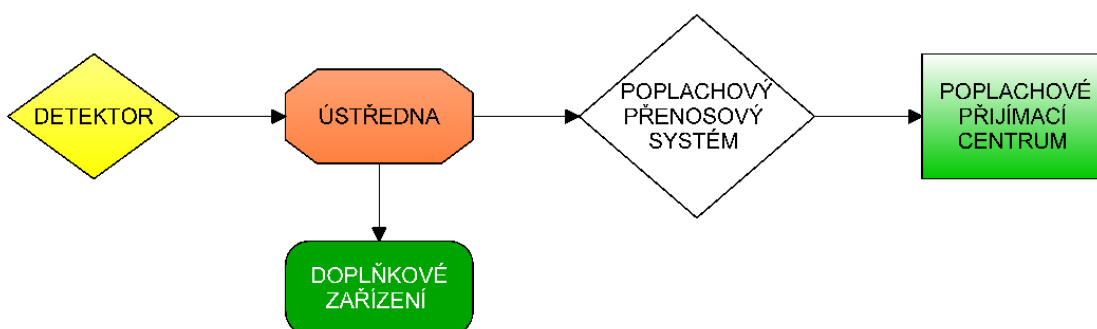 DETEKTOR
ÚSTŘEDNA
POPLACHOVÝ
PŘENOSOVÝ
SYSTÉM
POPLACHOVÉ
PŘIJÍMACÍ
CENTRUM
DOPLŇKOVÉ
ZAŘÍZENÍ